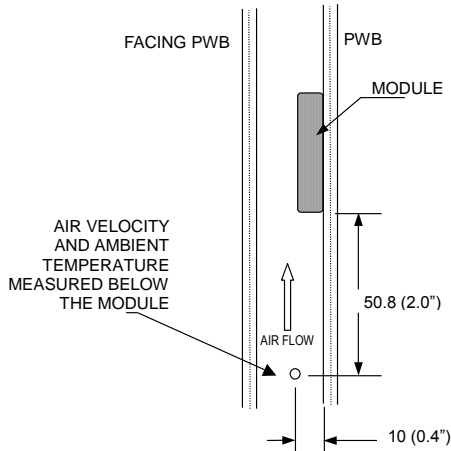 FACING PWB
PWB
MODULE
AIR VELOCITY
AND AMBIENT
TEMPERATURE
MEASURED BELOW
THE MODULE
50.8 (2.0”)
AIR FLOW
10 (0.4”)